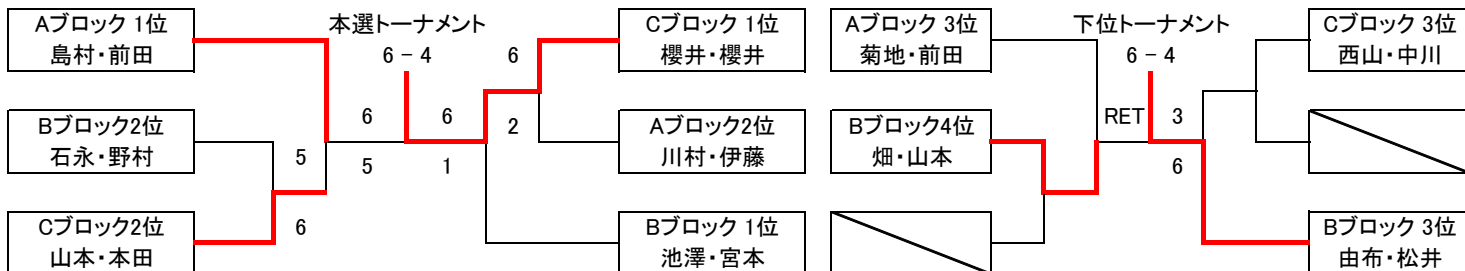 本選トーナメント
6 – 4
Aブロック 1位
島村・前田
Bブロック2位
石永・野村
Cブロック2位
山本・本田
5
6
6
5
6
1
6
2
Cブロック 1位
櫻井・櫻井
Aブロック2位
川村・伊藤
Bブロック 1位
池澤・宮本
下位トーナメント
6 – 4
Aブロック 3位
菊地・前田
Bブロック4位
畑・山本
RET
3
6
Cブロック 3位
西山・中川
Bブロック 3位
由布・松井